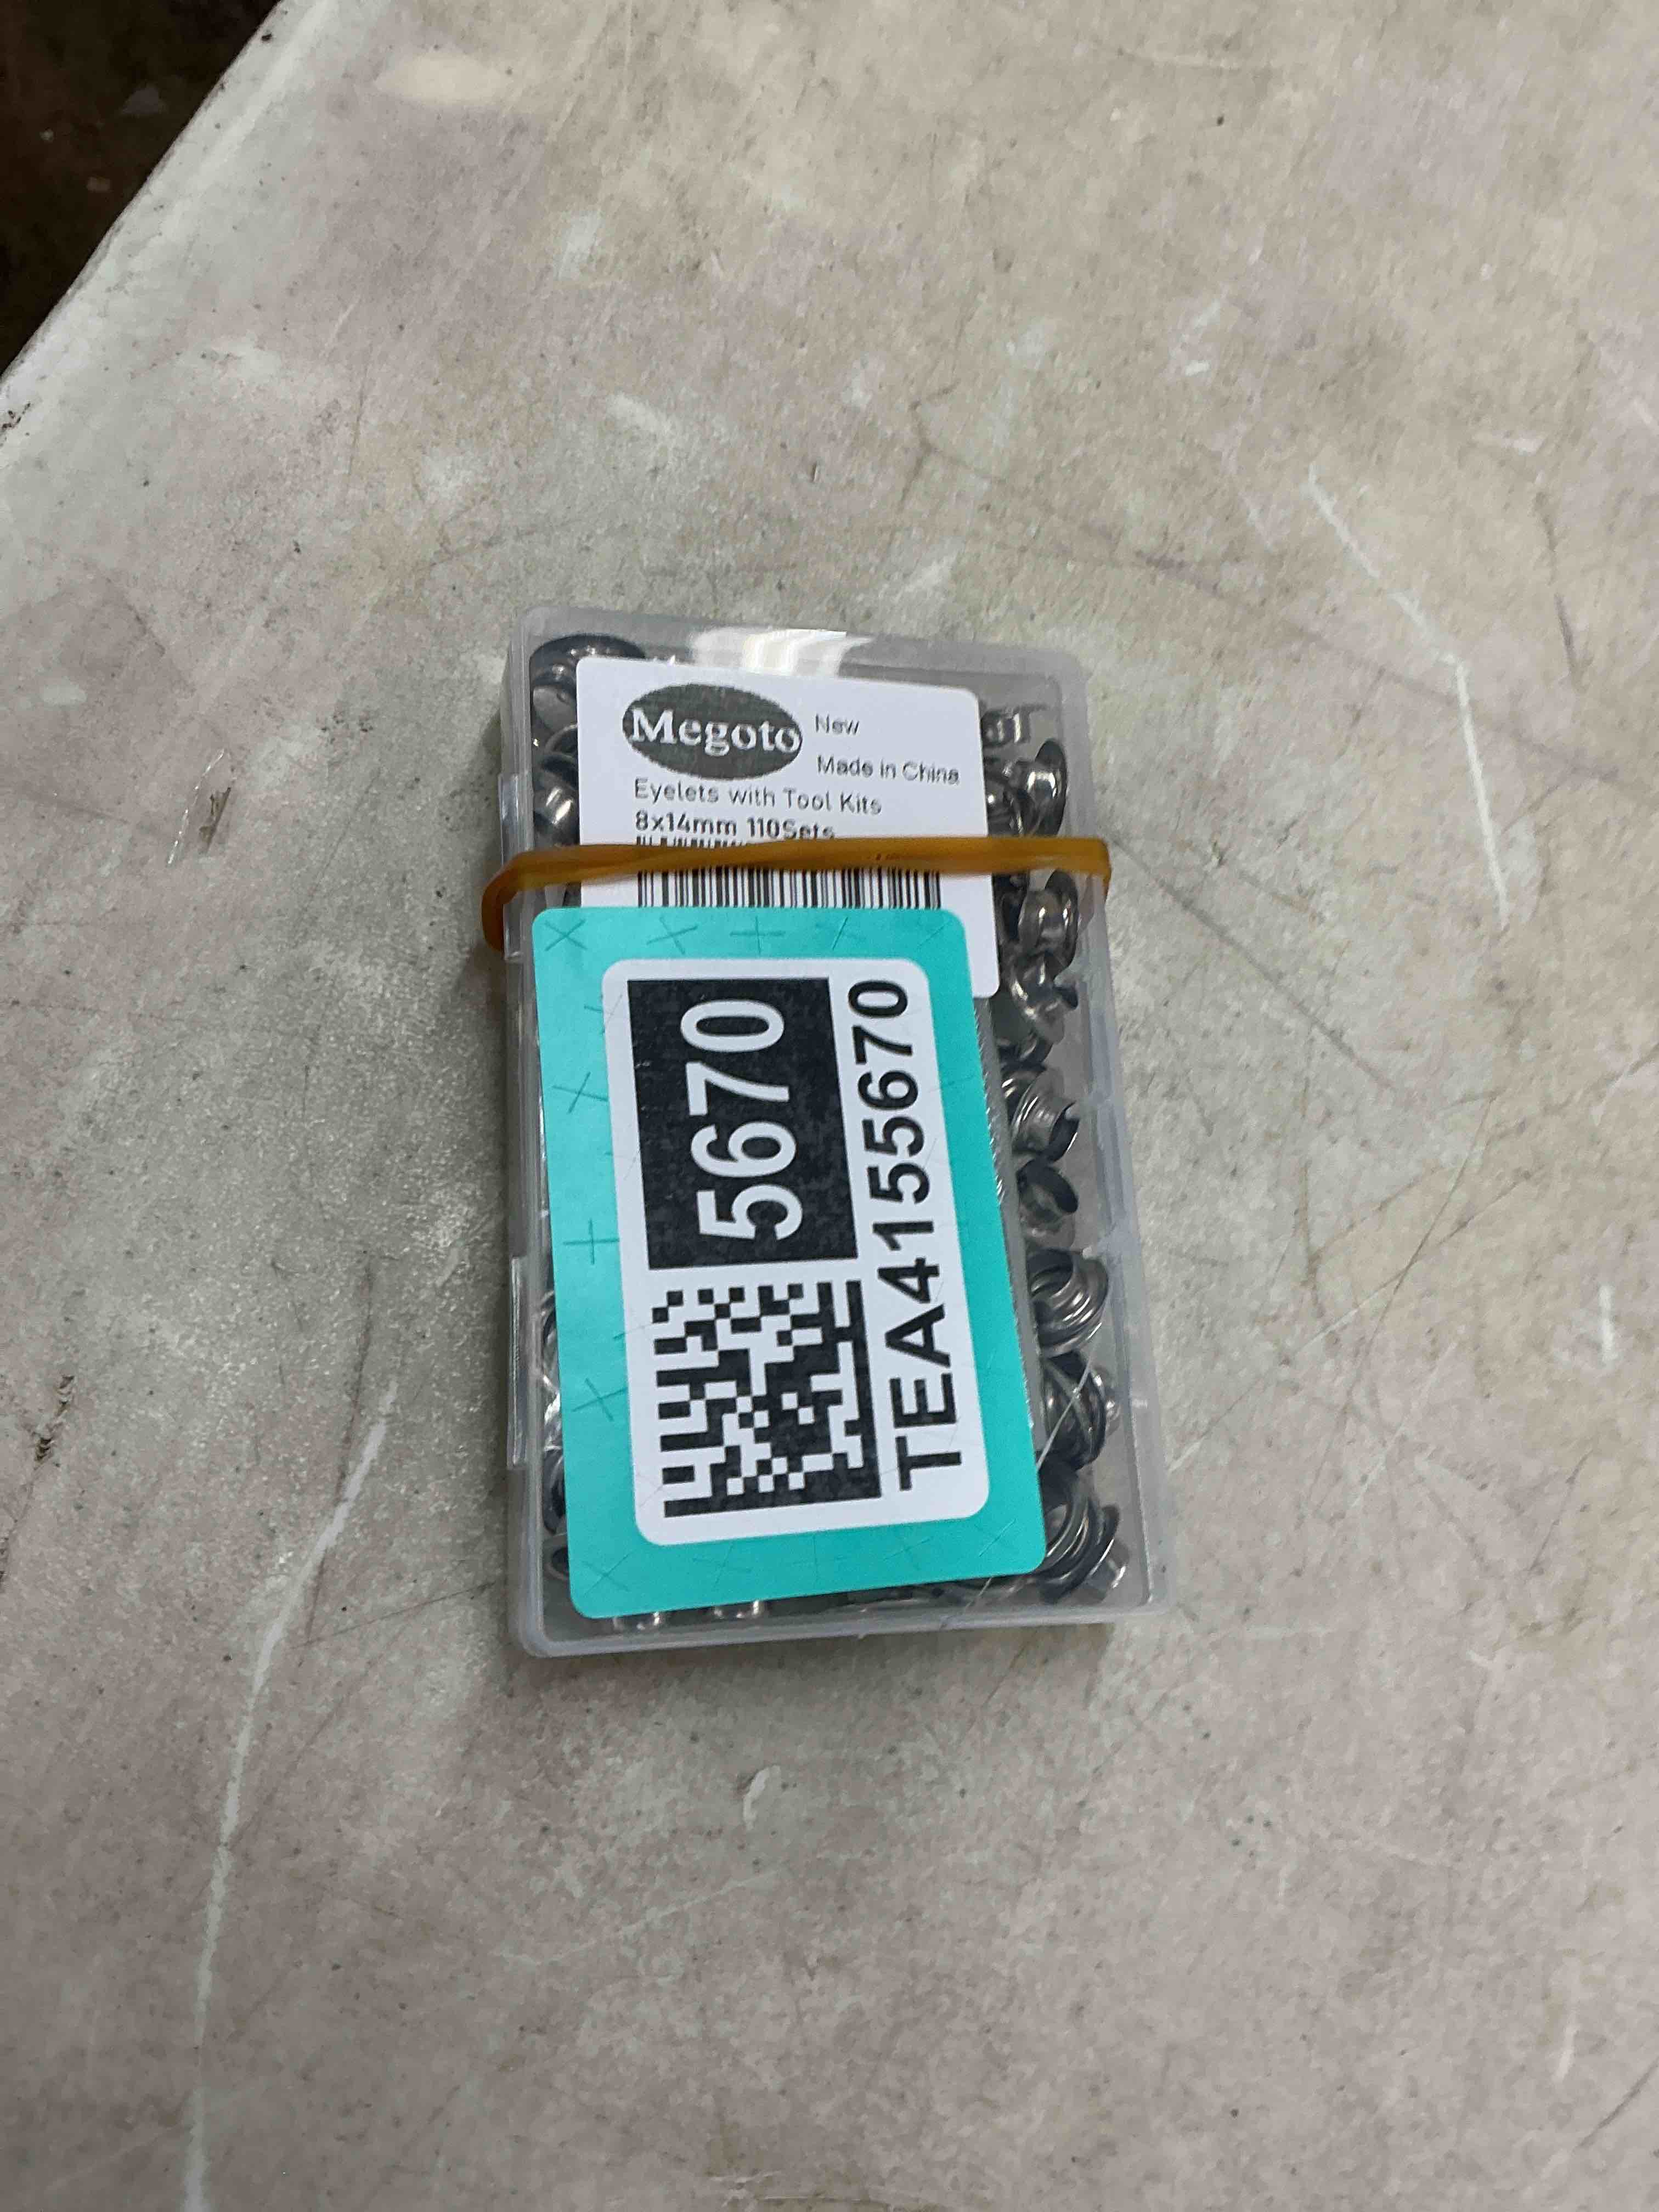 Megoto
New
Made in China
Eyelets with Tool Kits
8x14mm 110Sets
5670
TEA4155670